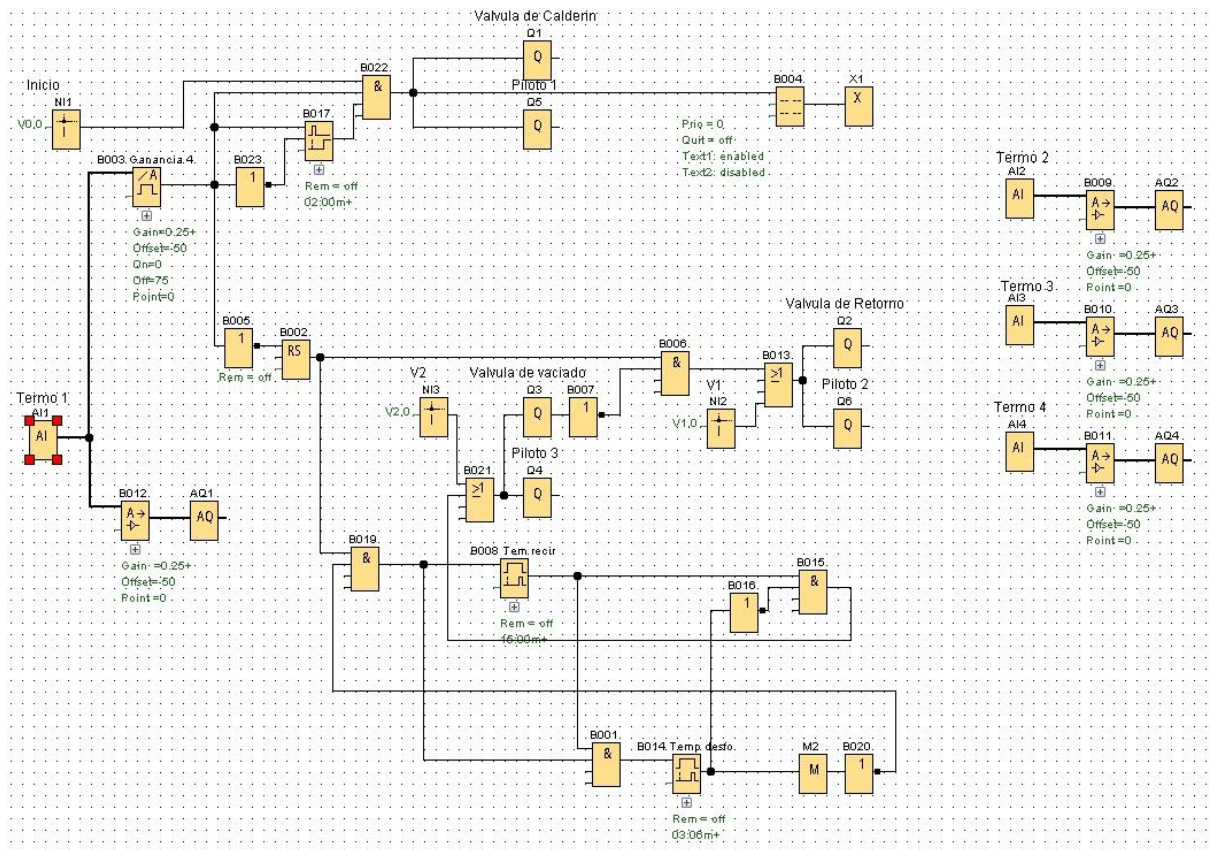 Valvula de Calderin
Q1
Q
Piloto 1
Q5
Q
B022
&
B004
X1
X
Prio = 0
Quit = off
Text1: enabled
Text2: disabled
Inicio
NI1
V0,0
I
B017
Rem = off
02:00m+
B003 Ganancia 4
/A
B023
1
Gain=0.25+
Offset=-50
On=0
Off=75
Point=0
Termo 2
AI2
AI
B009
A→
AQ2
AQ
Gain =0.25+
Offset=-50
Point =0
Termo 3
AI3
AI
B010
A→
AQ3
AQ
Gain =0.25+
Offset=-50
Point =0
Termo 4
AI4
AI
B011
A→
AQ4
AQ
Gain =0.25+
Offset=-50
Point =0
B005
1
Rem = off
B002
RS
B006
&
Valvula de Retorno
Q2
Q
B013
≥1
Piloto 2
Q6
Q
V1
NI2
I
V1,0
V2
NI3
I
V2,0
Valvula de vaciado
Q3
Q
B007
1
Piloto 3
Q4
Q
B021
≥1
Termo 1
AI1
AI
B012
A→
AQ1
AQ
Gain =0.25+
Offset=-50
Point =0
B019
&
B008 Tem.recir
Rem = off
15:00m+
B016
1
B015
&
B001
&
B014 Temp.desfo
Rem = off
03:06m+
M2
M
B020
1